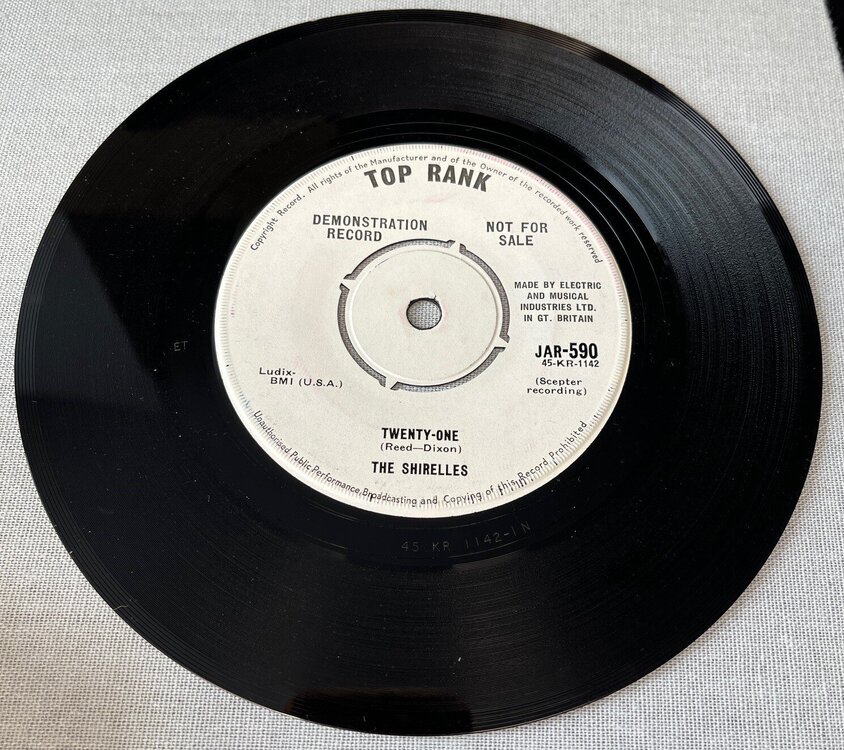 Copyright Record. All rights of the Manufacturer and of the Owner of the recorded work reserved
TOP RANK
DEMONSTRATION
RECORD
NOT FOR
SALE
MADE BY ELECTRIC
AND MUSICAL
INDUSTRIES LTD.
IN GT. BRITAIN
JAR-590
45-KR-1142
Ludix-
BMI (U.S.A.)
(Scepter
recording)
TWENTY-ONE
(Reed—Dixon)
THE SHIRELLES
Unauthorised Public Performance, Broadcasting and Copying of this Record Prohibited
ET
45 KR 1142-1N